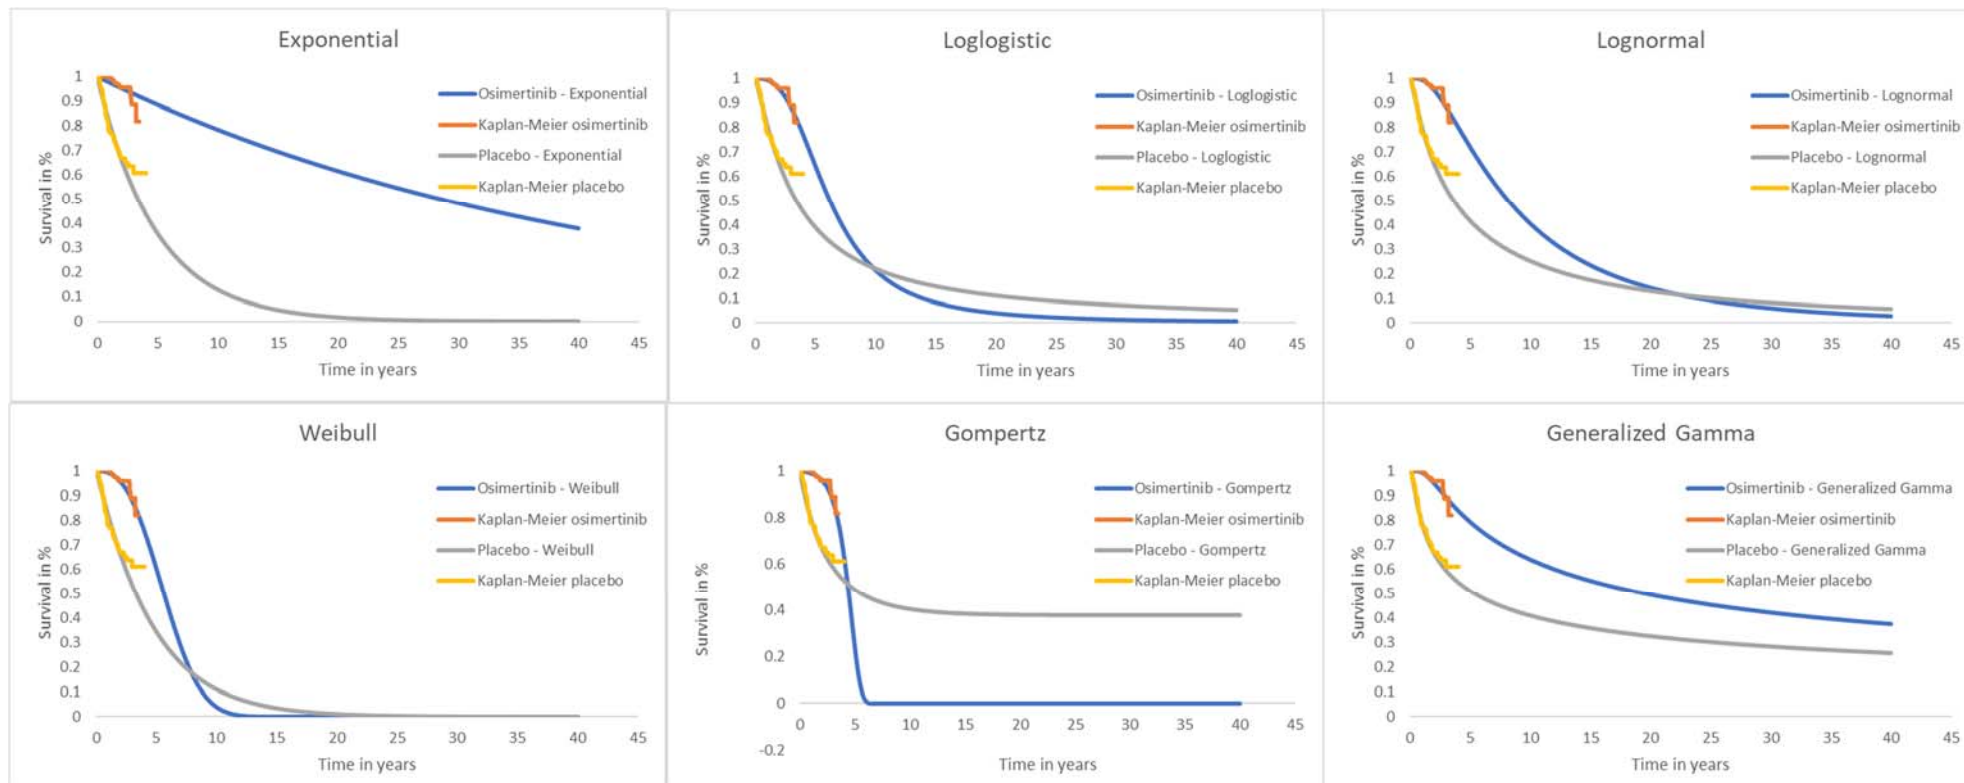 Exponential
Survival in %
1
0.9
0.8
0.7
0.6
0.5
0.4
0.3
0.2
0.1
0
0 5 10 15 20 25 30 35 40 45
Time in years
Osimertinib - Exponential
Kaplan-Meier osimertinib
Placebo - Exponential
Kaplan-Meier placebo
Loglogistic
Survival in %
1
0.9
0.8
0.7
0.6
0.5
0.4
0.3
0.2
0.1
0
0 5 10 15 20 25 30 35 40 45
Time in years
Osimertinib - Loglogistic
Kaplan-Meier osimertinib
Placebo - Loglogistic
Kaplan-Meier placebo
Lognormal
Survival in %
1
0.9
0.8
0.7
0.6
0.5
0.4
0.3
0.2
0.1
0
0 5 10 15 20 25 30 35 40 45
Time in years
Osimertinib - Lognormal
Kaplan-Meier osimertinib
Placebo - Lognormal
Kaplan-Meier placebo
Weibull
Survival in %
1
0.9
0.8
0.7
0.6
0.5
0.4
0.3
0.2
0.1
0
0 5 10 15 20 25 30 35 40 45
Time in years
Osimertinib - Weibull
Kaplan-Meier osimertinib
Placebo - Weibull
Kaplan-Meier placebo
Gompertz
Survival in %
1
0.8
0.6
0.4
0.2
0
-0.2
0 5 10 15 20 25 30 35 40 45
Time in years
Osimertinib - Gompertz
Kaplan-Meier osimertinib
Placebo - Gompertz
Kaplan-Meier placebo
Generalized Gamma
Survival in %
1
0.9
0.8
0.7
0.6
0.5
0.4
0.3
0.2
0.1
0
0 5 10 15 20 25 30 35 40 45
Time in years
Osimertinib - Generalized Gamma
Kaplan-Meier osimertinib
Placebo - Generalized Gamma
Kaplan-Meier placebo